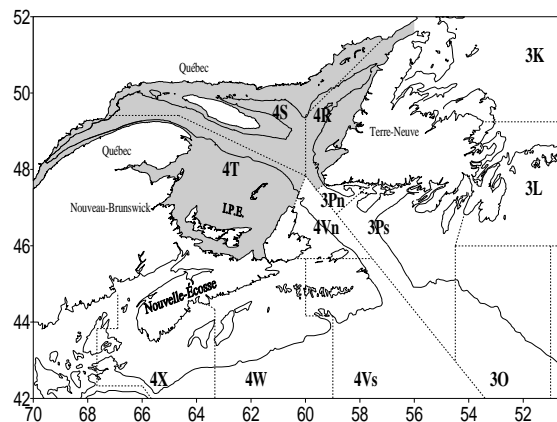 52
3K
Québec
50
4S
4R
Terre-Neuve
Québec
48
4T
3L
3Pn
Nouveau-Brunswick
I.P.E.
4Vn
3Ps
46
Nouvelle-Écosse
44
4X
4W
4Vs
3O
42
70 68 66 64 62 60 58 56 54 52